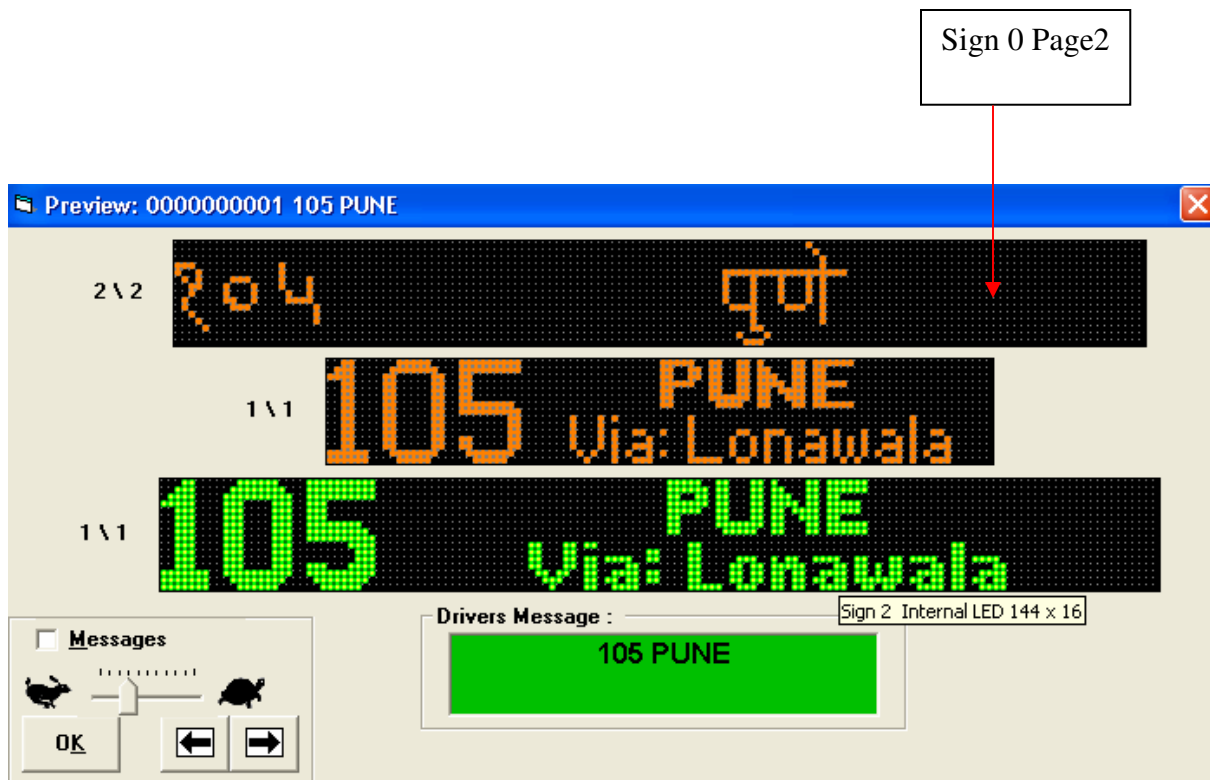 Sign 0 Page2
Preview: 0000000001 105 PUNE
2 \ 2
१०५ पुणे
1 \ 1
105 PUNE
Via: Lonawala
1 \ 1
105 PUNE
Via: Lonawala
Sign 2 Internal LED 144 x 16
Messages
Drivers Message :
105 PUNE
OK